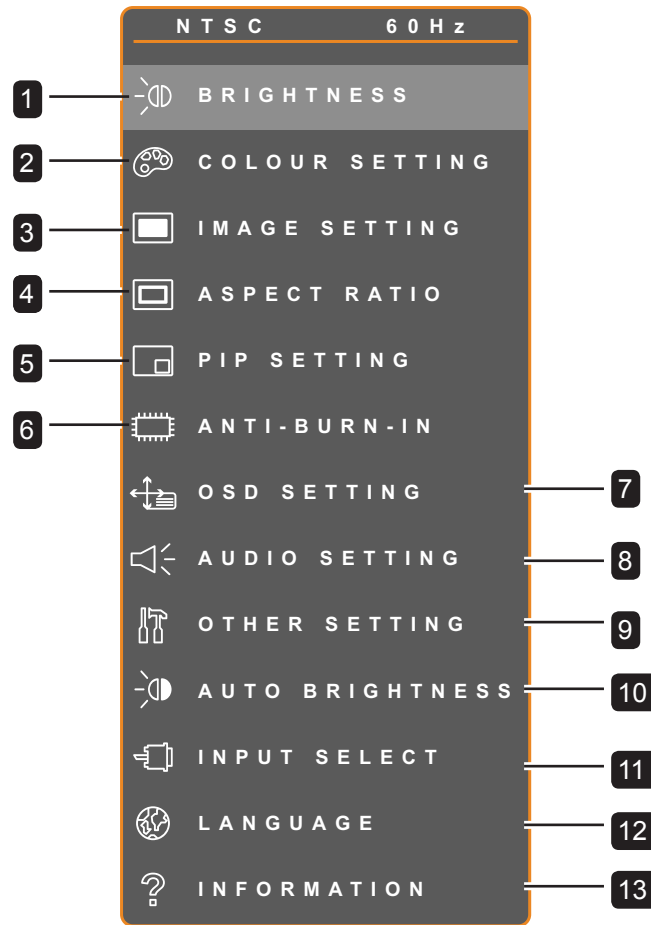 NTSC 60Hz
1 BRIGHTNESS
2 COLOUR SETTING
3 IMAGE SETTING
4 ASPECT RATIO
5 PIP SETTING
6 ANTI-BURN-IN
OSD SETTING 7
AUDIO SETTING 8
OTHER SETTING 9
AUTO BRIGHTNESS 10
INPUT SELECT 11
LANGUAGE 12
INFORMATION 13